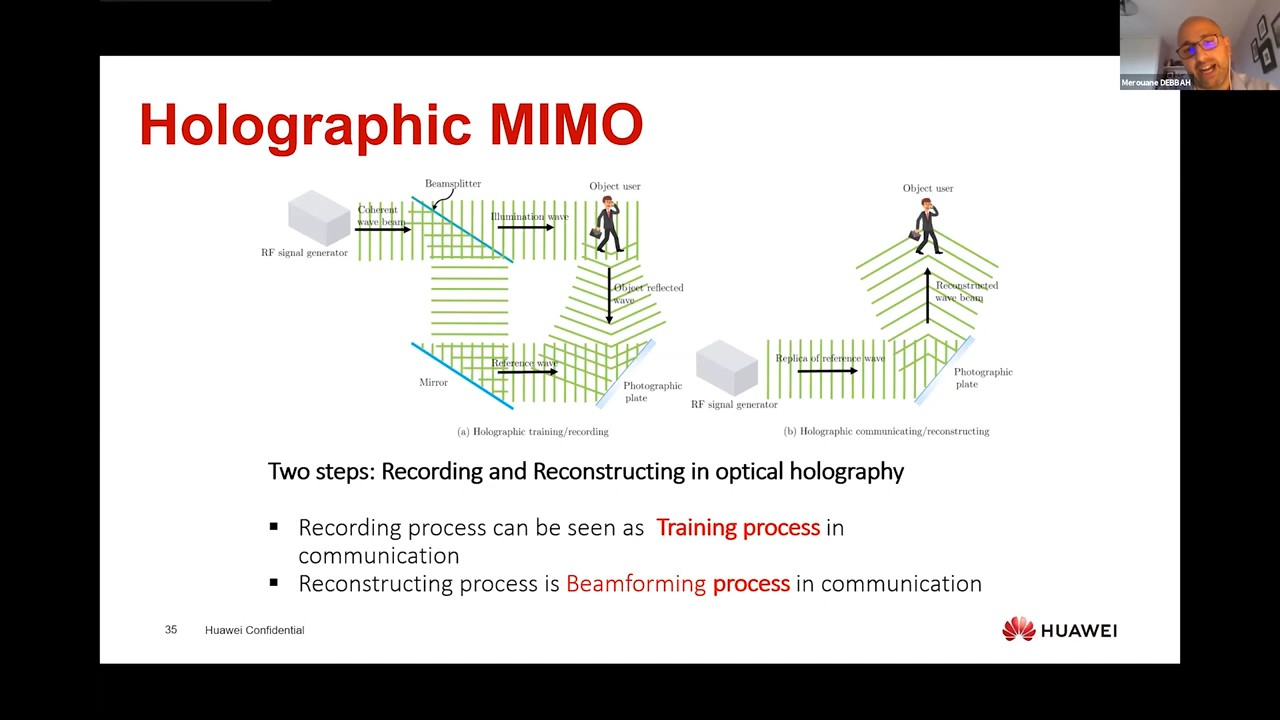 Merouane DEBBAH
Holographic MIMO
Beamsplitter
Object user
Coherent
wave beam
Illumination wave
RF signal generator
Object reflected
wave
Reference wave
Mirror
Photographic
plate
(a) Holographic training/recording
Object user
Reconstructed
wave beam
Replica of reference wave
Photographic
plate
RF signal generator
(b) Holographic communicating/reconstructing
Two steps: Recording and Reconstructing in optical holography
▪ Recording process can be seen as Training process in
communication
▪ Reconstructing process is Beamforming process in communication
35 Huawei Confidential
HUAWEI